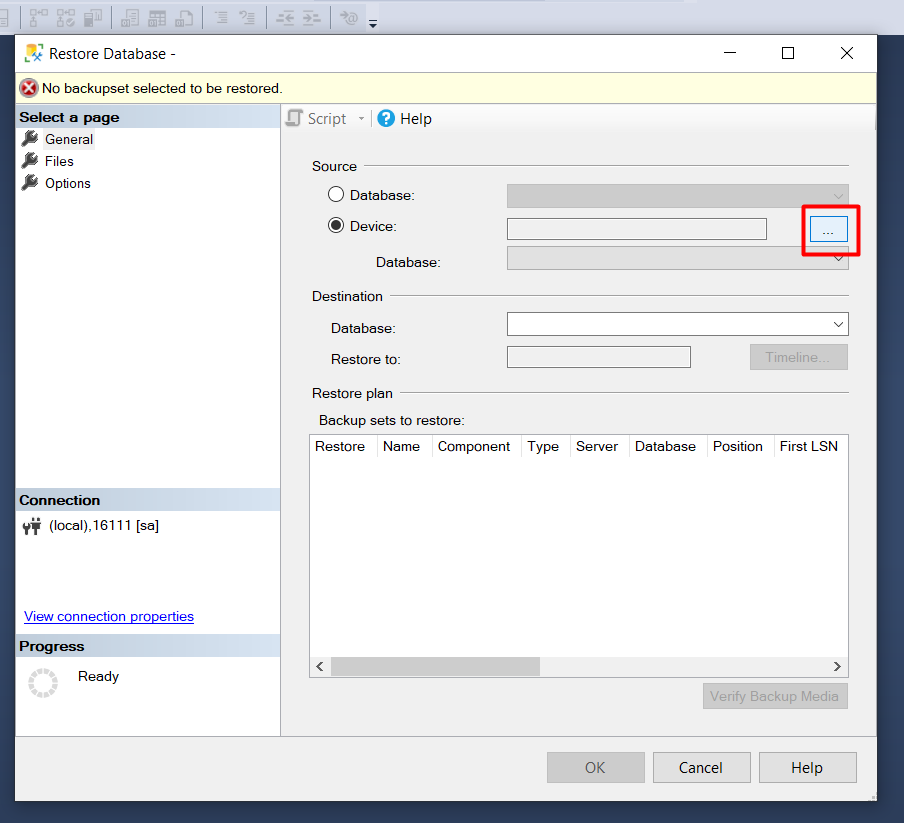 Restore Database -
No backupset selected to be restored.
Select a page
General
Files
Options
Connection
(local),16111 [sa]
View connection properties
Progress
Ready
Script
Help
Source
Database:
Device:
...
Database:
Destination
Database:
Restore to:
Timeline...
Restore plan
Backup sets to restore:
Restore Name Component Type Server Database Position First LSN
Verify Backup Media
OK Cancel Help